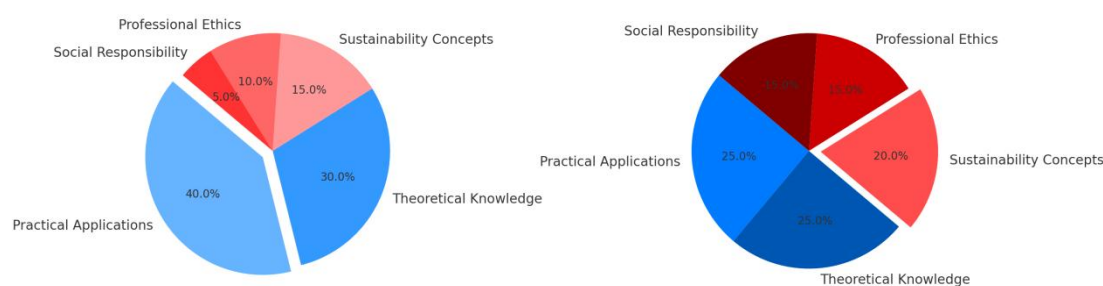 Professional Ethics
Social Responsibility
Sustainability Concepts
10.0%
5.0%
15.0%
30.0%
40.0%
Theoretical Knowledge
Practical Applications
Social Responsibility
Professional Ethics
15.0%
15.0%
Practical Applications
25.0%
20.0%
Sustainability Concepts
25.0%
Theoretical Knowledge